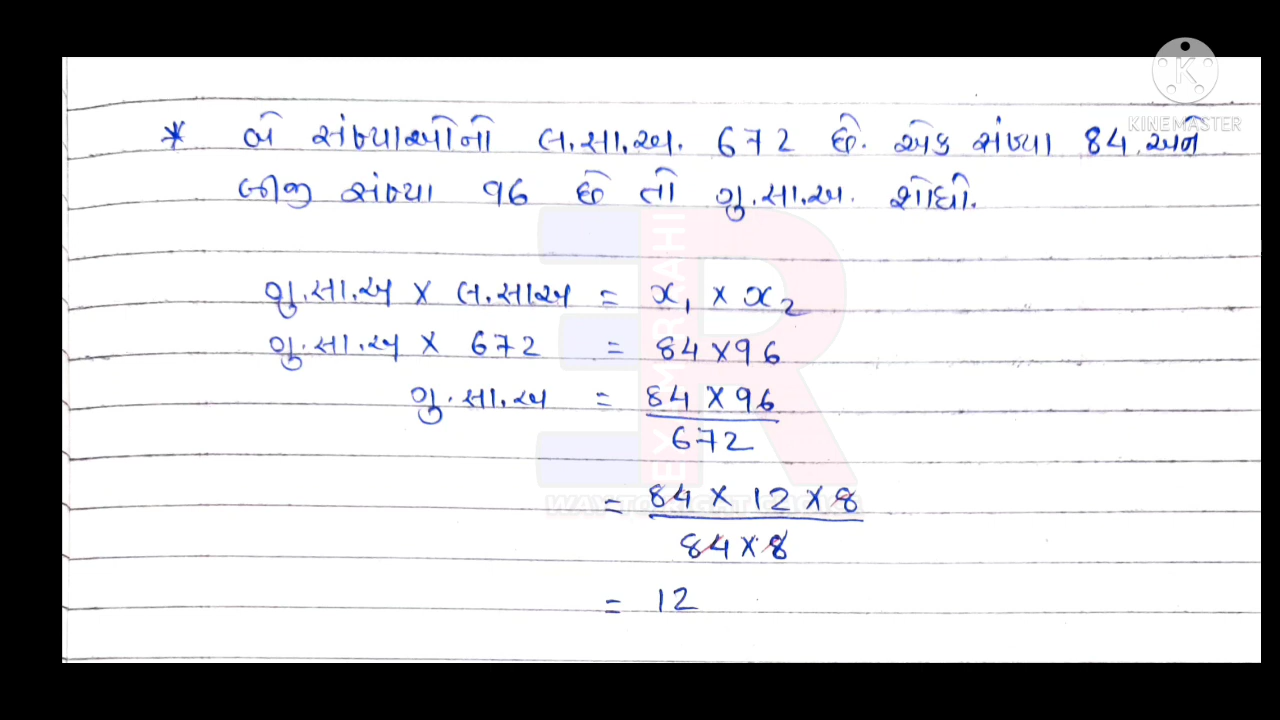 KINEMASTER
* બે સંખ્યાઓનો લ.સા.અ. 672 છે. એક સંખ્યા 84 અને
બીજી સંખ્યા 96 છે તો ગુ.સા.અ. શોધો.
ગુ.સા.અ × લ.સા.અ = x₁ × x₂
ગુ.સા.અ × 672 = 84 × 96
ગુ.સા.અ = 84 × 96
672
= 84 × 12 × 8
84 × 8
= 12